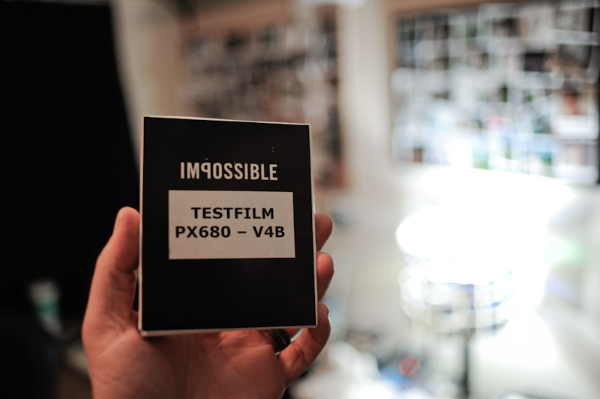 IMPOSSIBLE
TESTFILM
PX680 – V4B